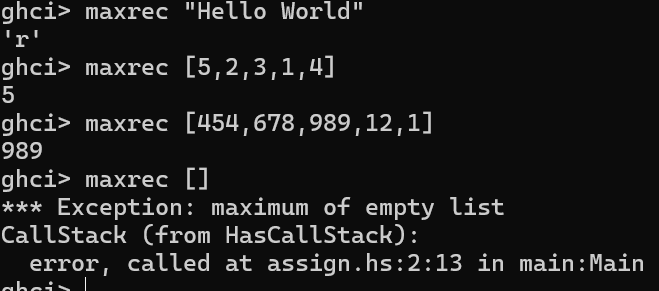 ghci> maxrec "Hello World"
'r'
ghci> maxrec [5,2,3,1,4]
5
ghci> maxrec [454,678,989,12,1]
989
ghci> maxrec []
*** Exception: maximum of empty list
CallStack (from HasCallStack):
  error, called at assign.hs:2:13 in main:Main
ghci>